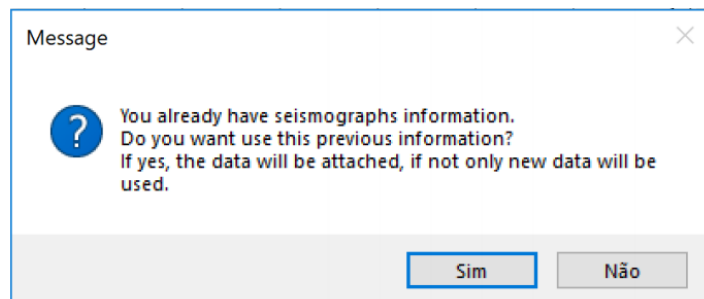 Message
You already have seismographs information.
Do you want use this previous information?
If yes, the data will be attached, if not only new data will be
used.
Sim
Não